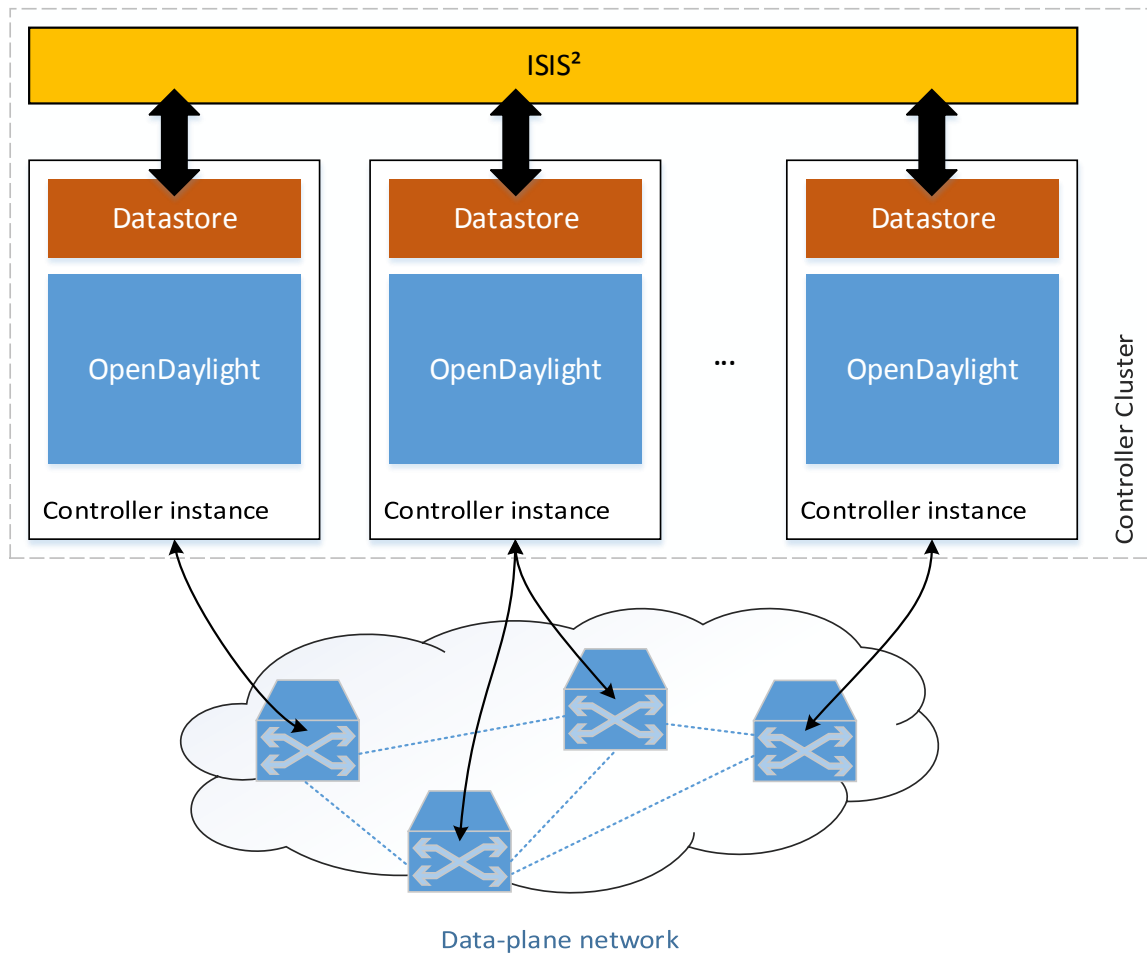 ISIS²
Datastore
Datastore
Datastore
OpenDaylight
OpenDaylight
...
OpenDaylight
Controller instance
Controller instance
Controller instance
Controller Cluster
Data-plane network